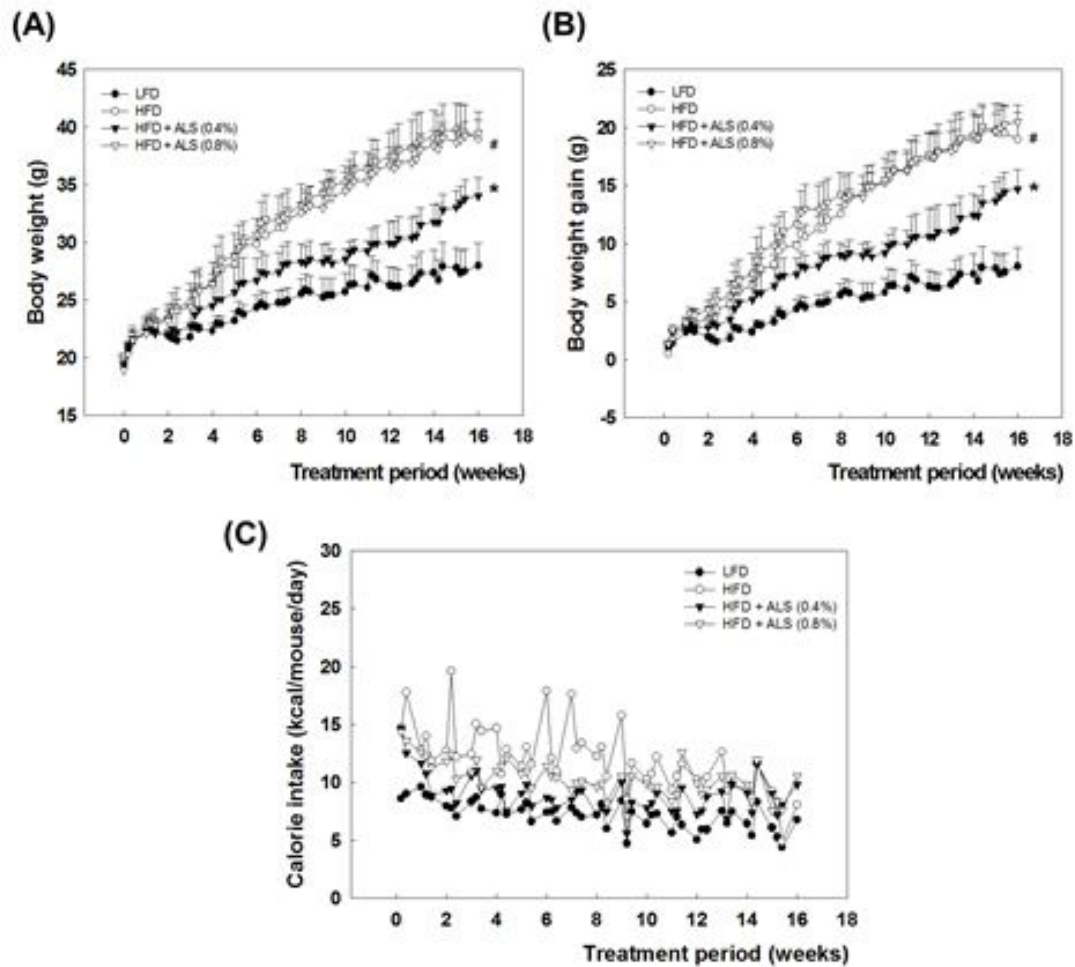 (A)
Body weight (g)
45
40
35
30
25
20
15
LFD
HFD
HFD + ALS (0.4%)
HFD + ALS (0.8%)
#
*
0 2 4 6 8 10 12 14 16 18
Treatment period (weeks)
(B)
Body weight gain (g)
25
20
15
10
5
0
-5
LFD
HFD
HFD + ALS (0.4%)
HFD + ALS (0.8%)
#
*
0 2 4 6 8 10 12 14 16 18
Treatment period (weeks)
(C)
Calorie intake (kcal/mouse/day)
30
25
20
15
10
5
0
LFD
HFD
HFD + ALS (0.4%)
HFD + ALS (0.8%)
0 2 4 6 8 10 12 14 16 18
Treatment period (weeks)